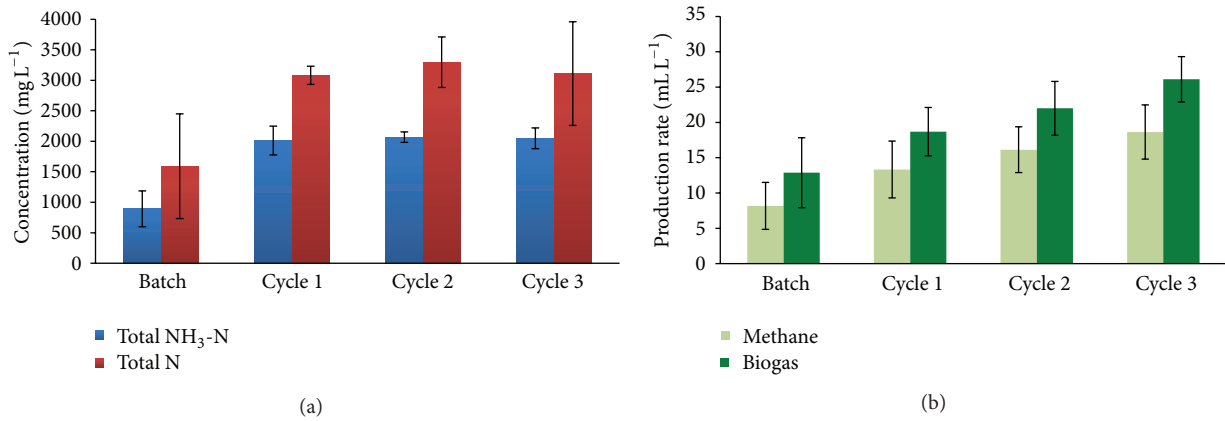 4000
3500
3000
2500
2000
1500
1000
500
0
Concentration (mg L⁻¹)
Batch Cycle 1 Cycle 2 Cycle 3
Total NH₃-N
Total N
(a)
35
30
25
20
15
10
5
0
Production rate (mL L⁻¹)
Batch Cycle 1 Cycle 2 Cycle 3
Methane
Biogas
(b)